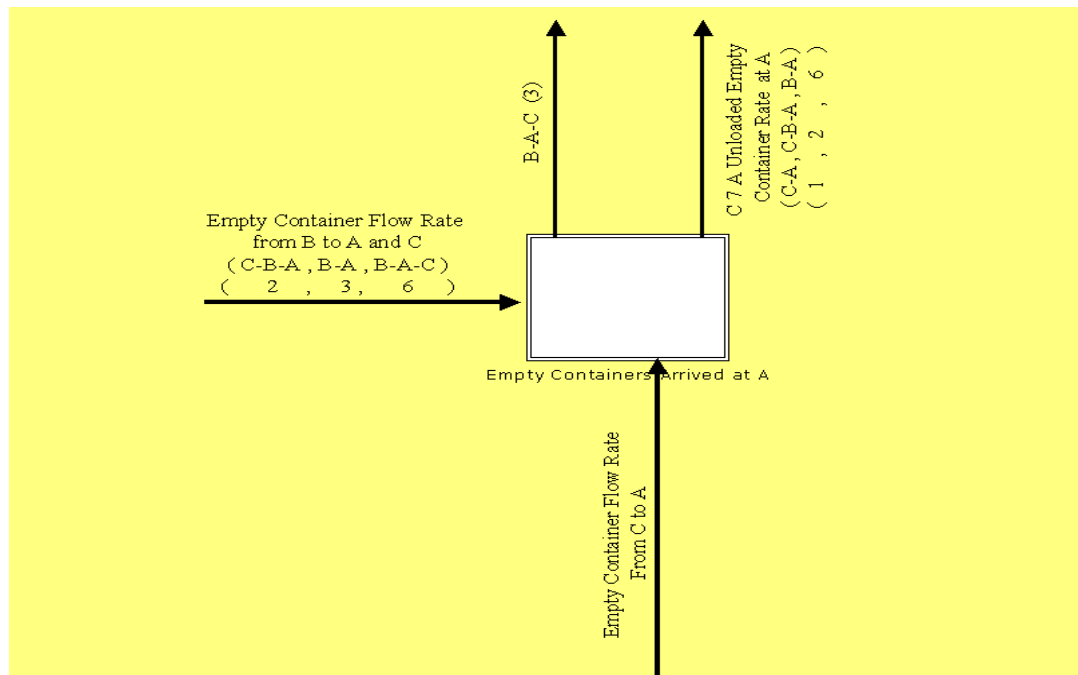 B-A-C (3)
C 7 A Unloaded Empty
Container Rate at A
( C-A , C-B-A , B-A )
( 1 , 2 , 6 )
Empty Container Flow Rate
from B to A and C
( C-B-A , B-A , B-A-C )
( 2 , 3 , 6 )
Empty Containers Arrived at A
Empty Container Flow Rate
From C to A